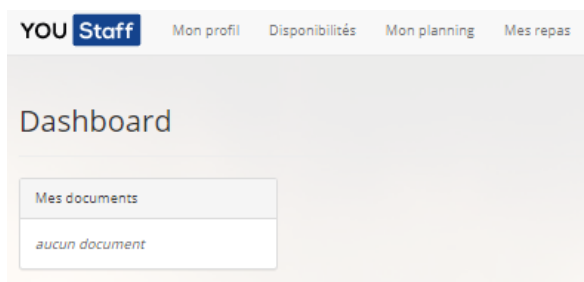 YOU Staff Mon profil Disponibilités Mon planning Mes repas
Dashboard
Mes documents
aucun document